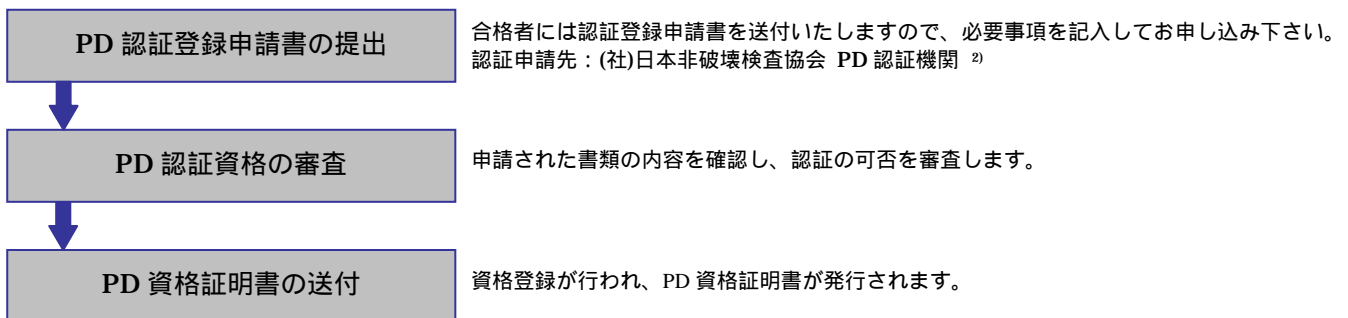 PD 認証登録申請書の提出
合格者には認証登録申請書を送付いたしますので、必要事項を記入してお申し込み下さい。
認証申請先：(社)日本非破壊検査協会 PD 認証機関 2)
PD 認証資格の審査
申請された書類の内容を確認し、認証の可否を審査します。
PD 資格証明書の送付
資格登録が行われ、PD 資格証明書が発行されます。